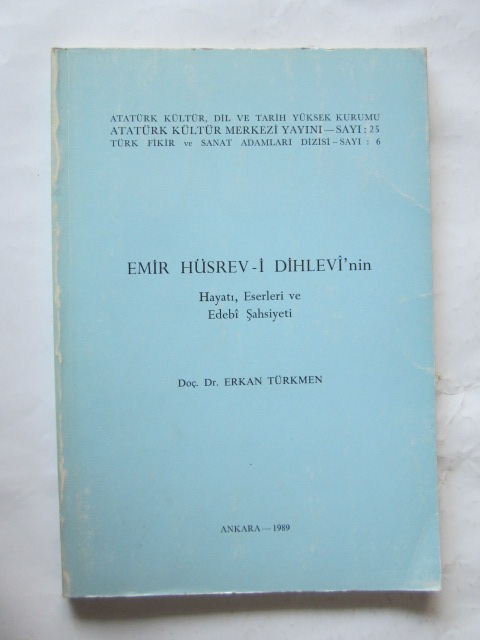 ATATÜRK KÜLTÜR, DİL VE TARİH YÜKSEK KURUMU
ATATÜRK KÜLTÜR MERKEZİ YAYINI—SAYI: 25
TÜRK FİKİR ve SANAT ADAMLARI DİZİSİ—SAYI : 6
EMİR HÜSREV-İ DİHLEVÎ'nin
Hayatı, Eserleri ve
Edebî Şahsiyeti
Doç. Dr. ERKAN TÜRKMEN
ANKARA—1989